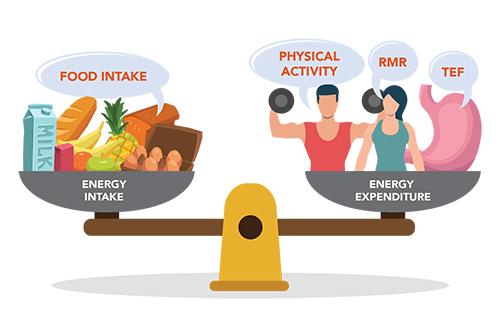 FOOD INTAKE
MILK
ENERGY
INTAKE
PHYSICAL
ACTIVITY
RMR
TEF
ENERGY
EXPENDITURE